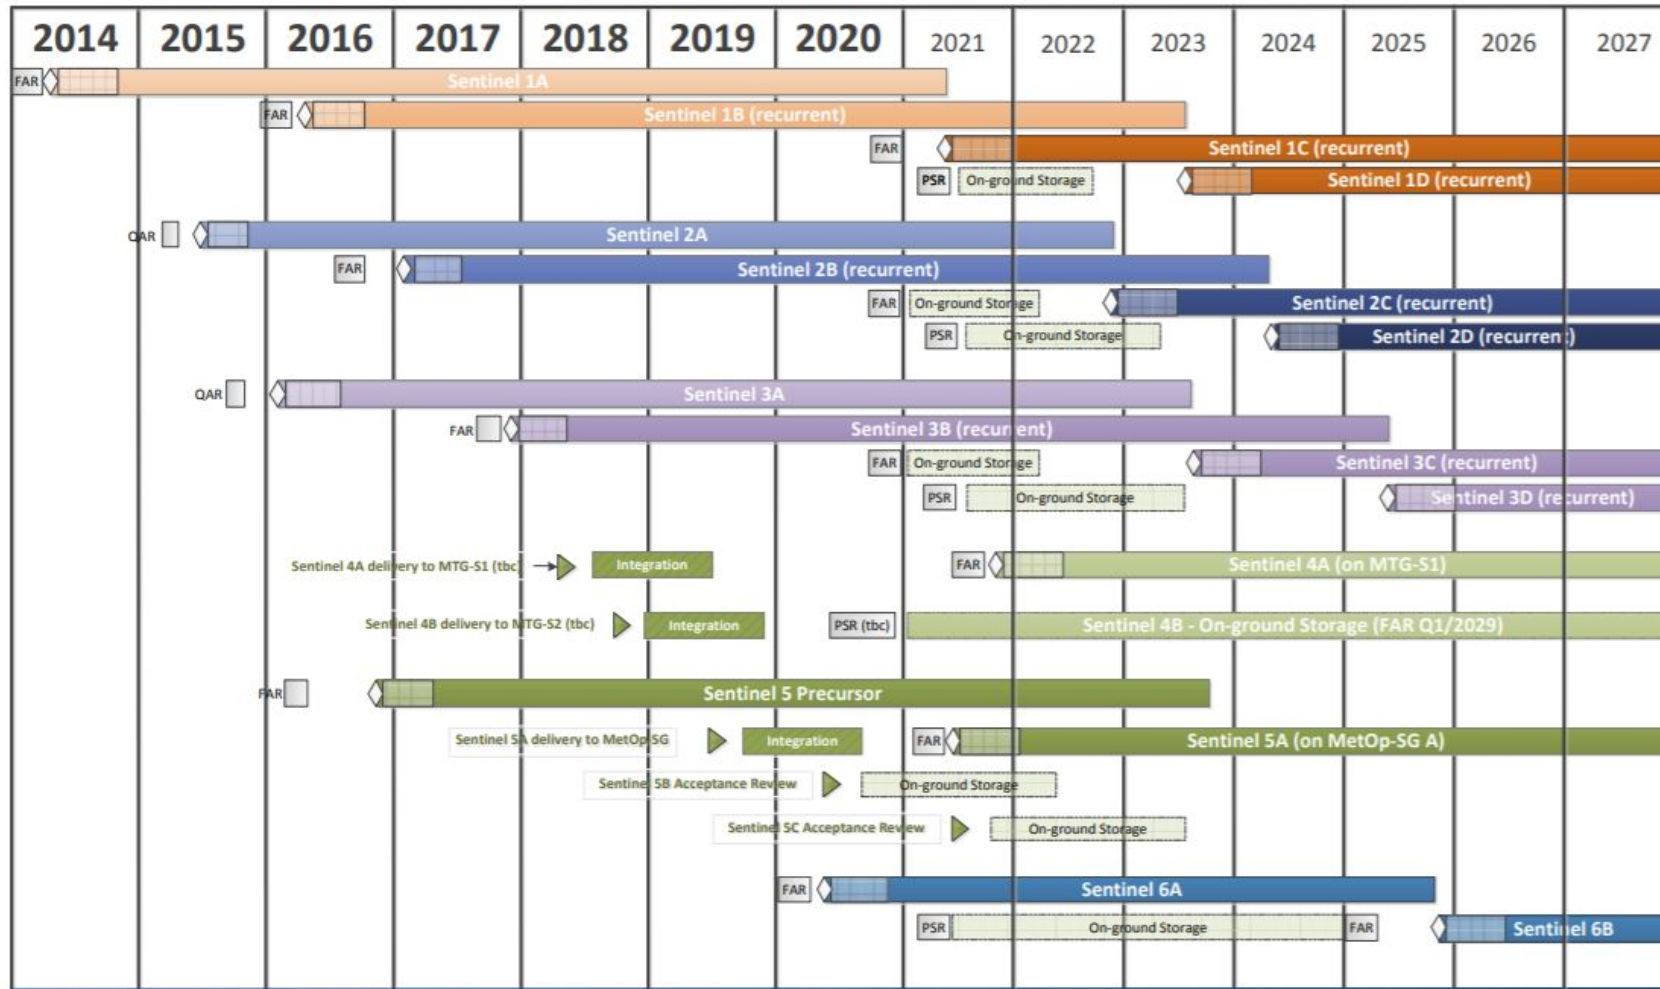 2014 2015 2016 2017 2018 2019 2020 2021 2022 2023 2024 2025 2026 2027
FAR Sentinel 1A
FAR Sentinel 1B (recurrent)
FAR Sentinel 1C (recurrent)
PSR On-ground Storage Sentinel 1D (recurrent)
QAR Sentinel 2A
FAR Sentinel 2B (recurrent)
FAR On-ground Storage Sentinel 2C (recurrent)
PSR On-ground Storage Sentinel 2D (recurrent)
QAR Sentinel 3A
FAR Sentinel 3B (recurrent)
FAR On-ground Storage Sentinel 3C (recurrent)
PSR On-ground Storage Sentinel 3D (recurrent)
Sentinel 4A delivery to MTG-S1 (tbc) Integration FAR Sentinel 4A (on MTG-S1)
Sentinel 4B delivery to MTG-S2 (tbc) Integration PSR (tbc) Sentinel 4B - On-ground Storage (FAR Q1/2029)
FAR Sentinel 5 Precursor
Sentinel 5A delivery to MetOp-SG Integration FAR Sentinel 5A (on MetOp-SG A)
Sentinel 5B Acceptance Review On-ground Storage
Sentinel 5C Acceptance Review On-ground Storage
FAR Sentinel 6A
PSR On-ground Storage FAR Sentinel 6B